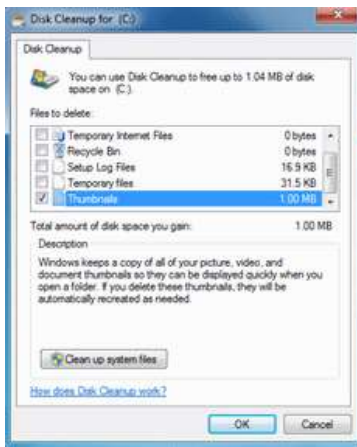 Disk Cleanup for (C:)
Disk Cleanup
You can use Disk Cleanup to free up to 1.04 MB of disk
space on (C:).
Files to delete:
Temporary Internet Files 0 bytes
Recycle Bin 0 bytes
Setup Log Files 16.9 KB
Temporary files 31.5 KB
Thumbnails 1.00 MB
Total amount of disk space you gain: 1.00 MB
Description
Windows keeps a copy of all of your picture, video, and
document thumbnails so they can be displayed quickly when you
open a folder. If you delete these thumbnails, they will be
automatically recreated as needed.
Clean up system files
How does Disk Cleanup work?
OK Cancel